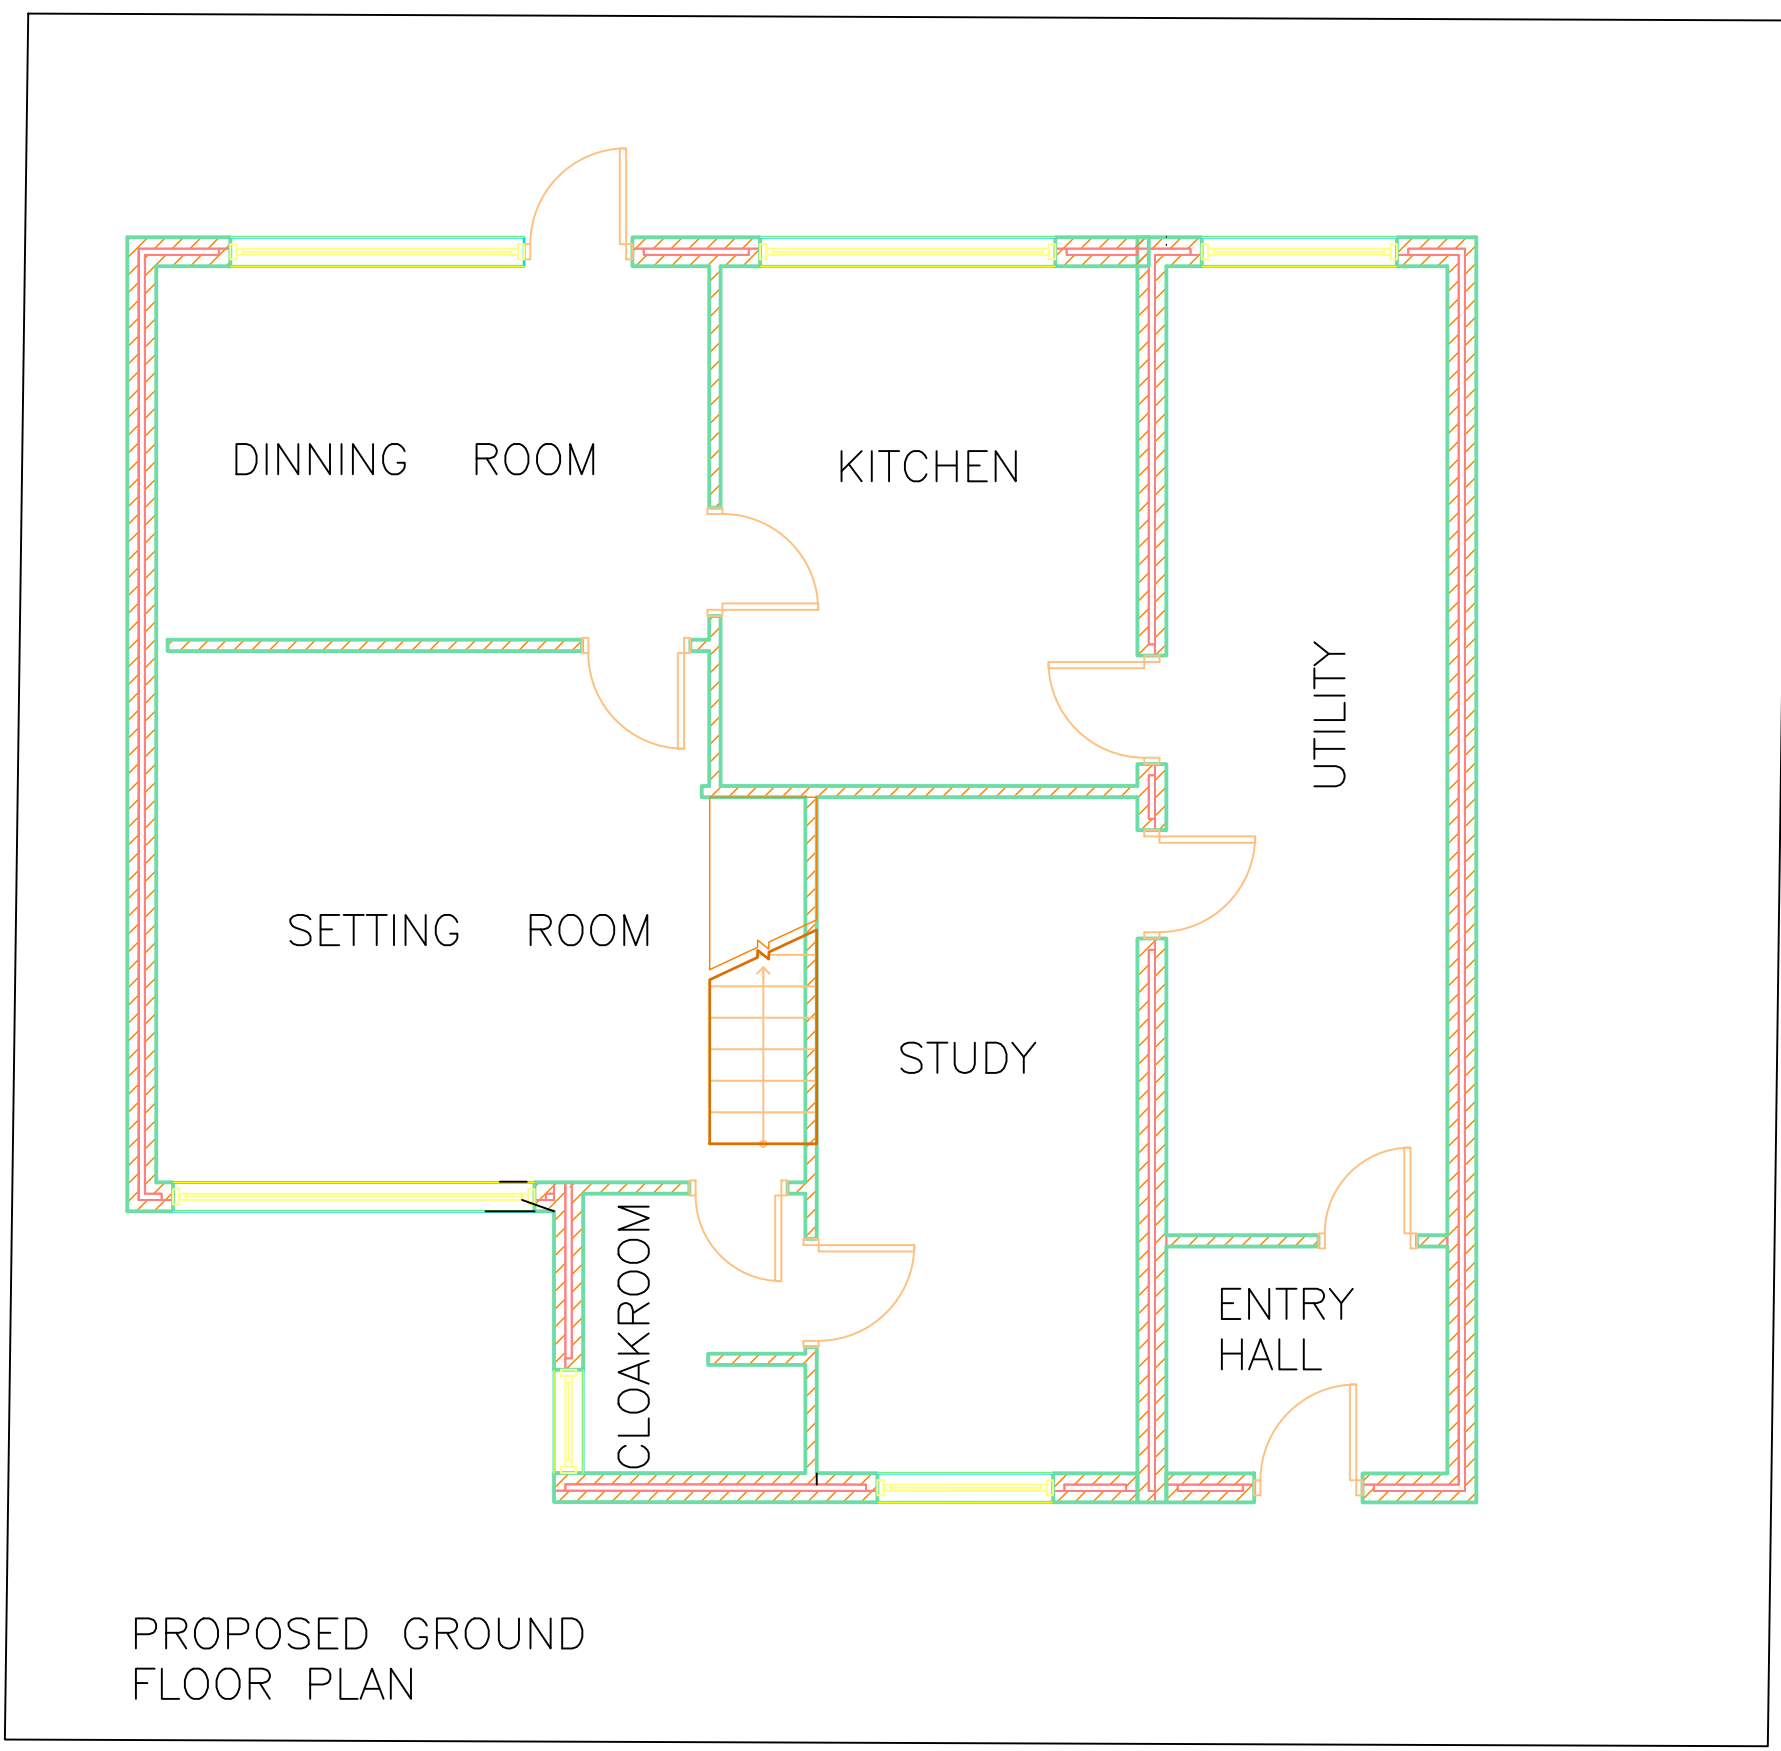 DINNING ROOM
KITCHEN
UTILITY
SETTING ROOM
STUDY
CLOAKROOM
ENTRY
HALL
PROPOSED GROUND
FLOOR PLAN